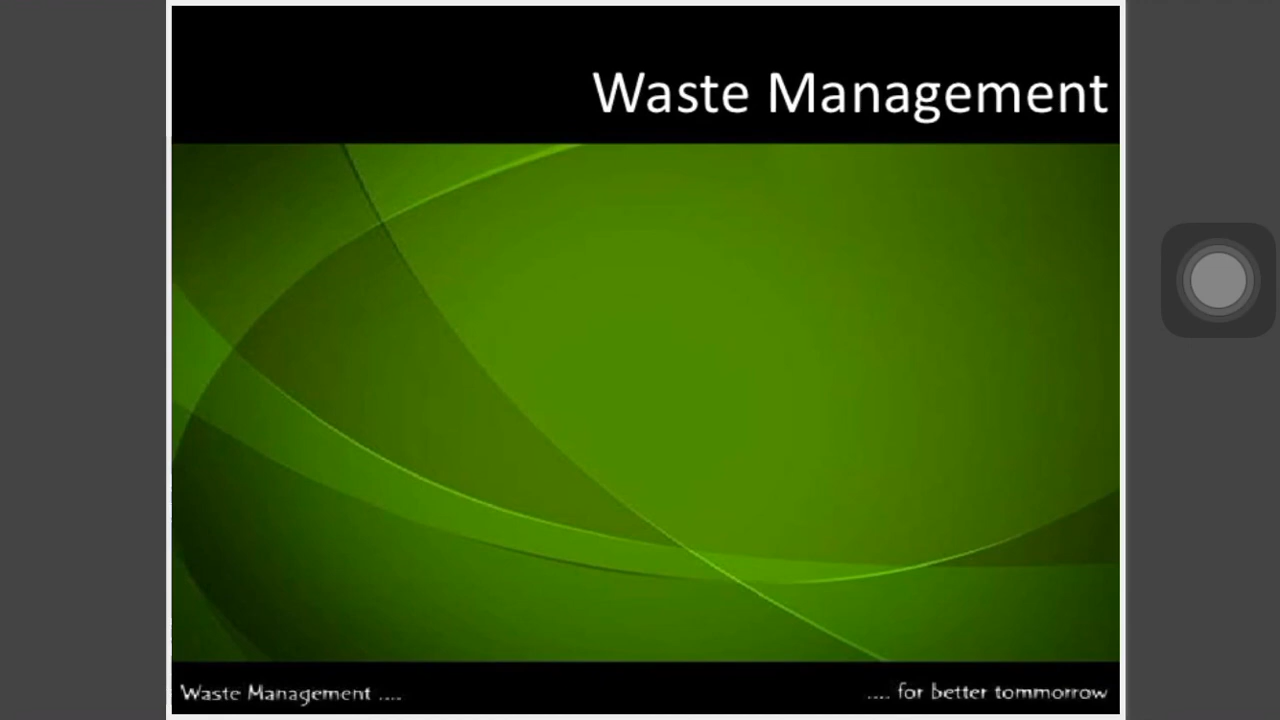 Waste Management
Waste Management ....
.... for better tommorrow